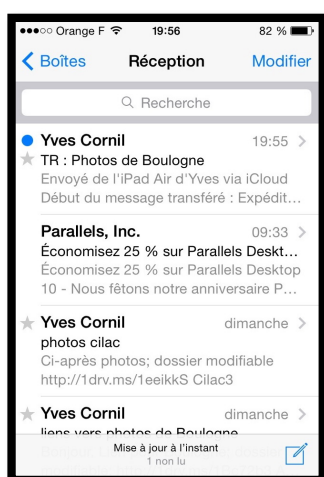 Orange F 19:56 82 %
Boîtes Réception Modifier
Recherche
Yves Cornil 19:55
TR : Photos de Boulogne
Envoyé de l'iPad Air d'Yves via iCloud
Début du message transféré : Expédit...
Parallels, Inc. 09:33
Économisez 25 % sur Parallels Deskt...
Économisez 25 % sur Parallels Desktop
10 - Nous fêtons notre anniversaire P...
Yves Cornil dimanche
photos cilac
Ci-après photos; dossier modifiable
http://1drv.ms/1eeikkS Cilac3
Yves Cornil dimanche
liens vers photos de Boulogne
Mise à jour à l'instant
1 non lu